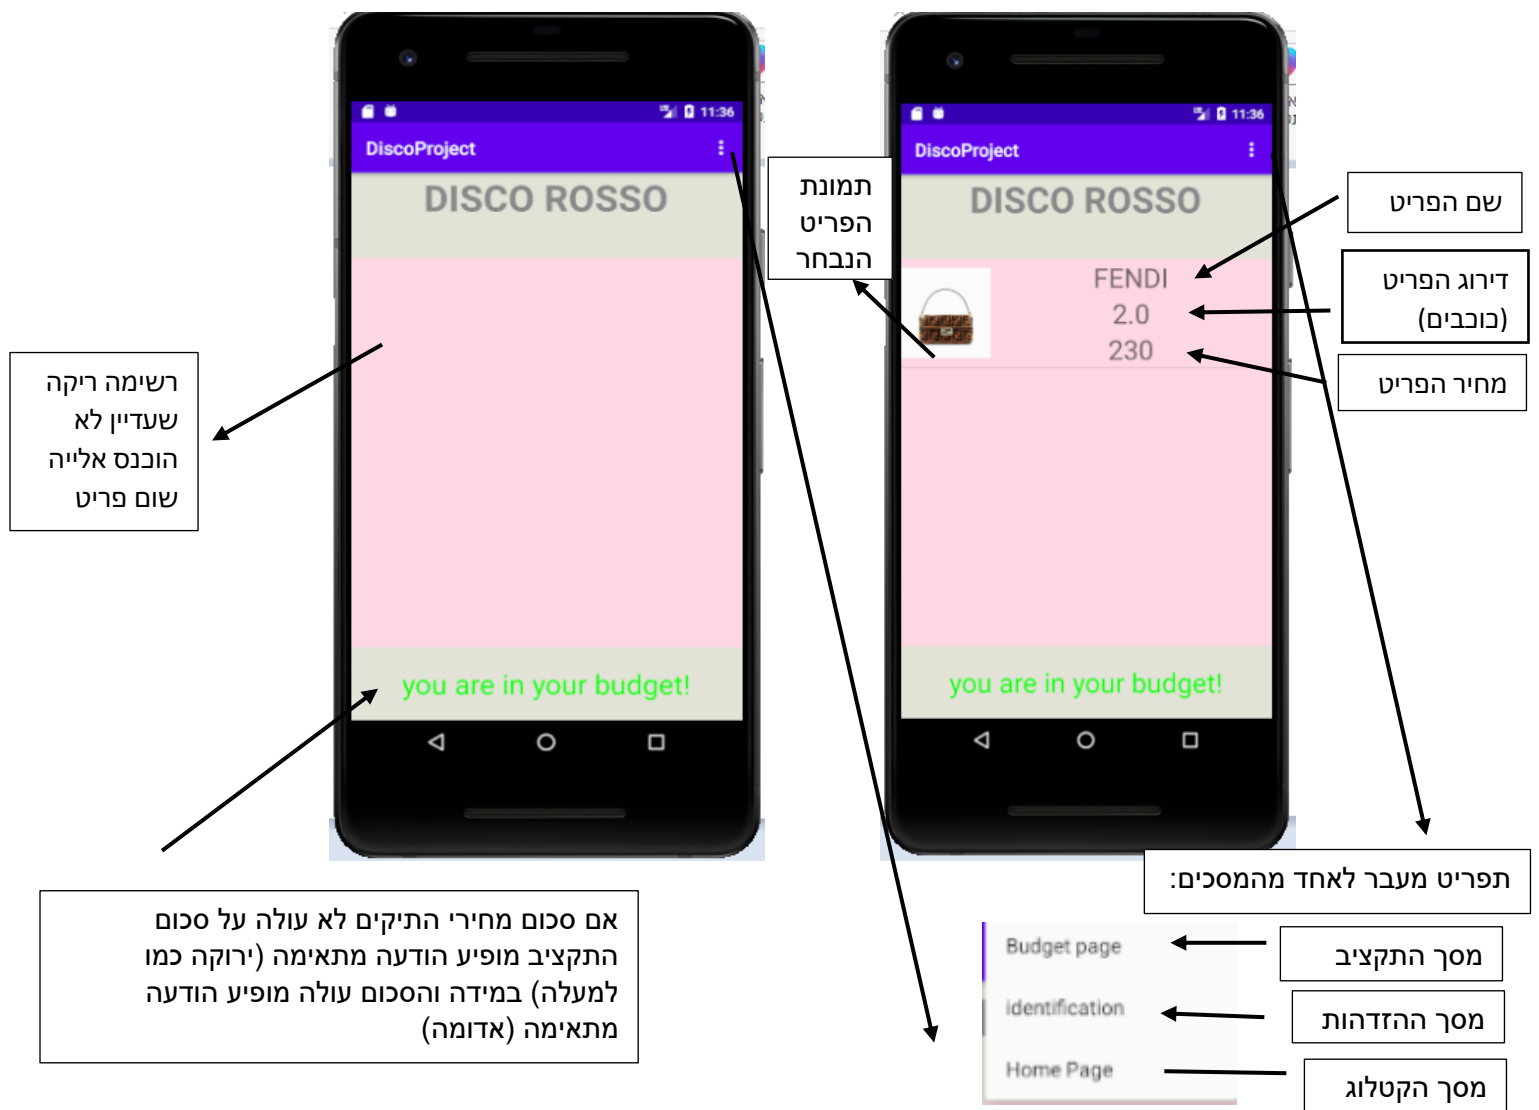 11:36
DiscoProject
DISCO ROSSO
you are in your budget!
רשימה ריקה
שעדיין לא
הוכנס אלייה
שום פריט
אם סכום מחירי התיקים לא עולה על סכום
התקציב מופיע הודעה מתאימה (ירוקה כמו
למעלה) במידה והסכום עולה מופיע הודעה
מתאימה (אדומה)
תמונת
הפריט
הנבחר
11:36
DiscoProject
DISCO ROSSO
FENDI
2.0
230
you are in your budget!
שם הפריט
דירוג הפריט
(כוכבים)
מחיר הפריט
תפריט מעבר לאחד מהמסכים:
Budget page
מסך התקציב
identification
מסך ההזדהות
Home Page
מסך הקטלוג